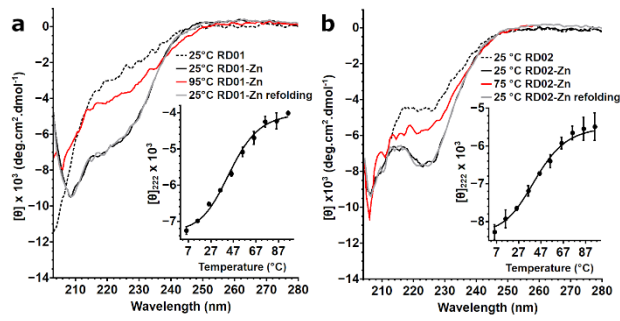 a
[θ] x 10³ (deg.cm².dmol⁻¹)
0
−2
−4
−6
−8
−10
−12
−14
25°C RD01
25°C RD01-Zn
95°C RD01-Zn
25°C RD01-Zn refolding
[θ]₂₂₂ x 10³
−4
−5
−6
−7
7 27 47 67 87
Temperature (°C)
210 220 230 240 250 260 270 280
Wavelength (nm)
b
[θ] x10³ (deg.cm².dmol⁻¹)
0
−2
−4
−6
−8
−10
−12
−14
25 °C RD02
25 °C RD02-Zn
75 °C RD02-Zn
25 °C RD02-Zn refolding
[θ]₂₂₂ x 10³
−5
−6
−7
−8
7 27 47 67 87
Temperature (°C)
210 220 230 240 250 260 270 280
Wavelength (nm)